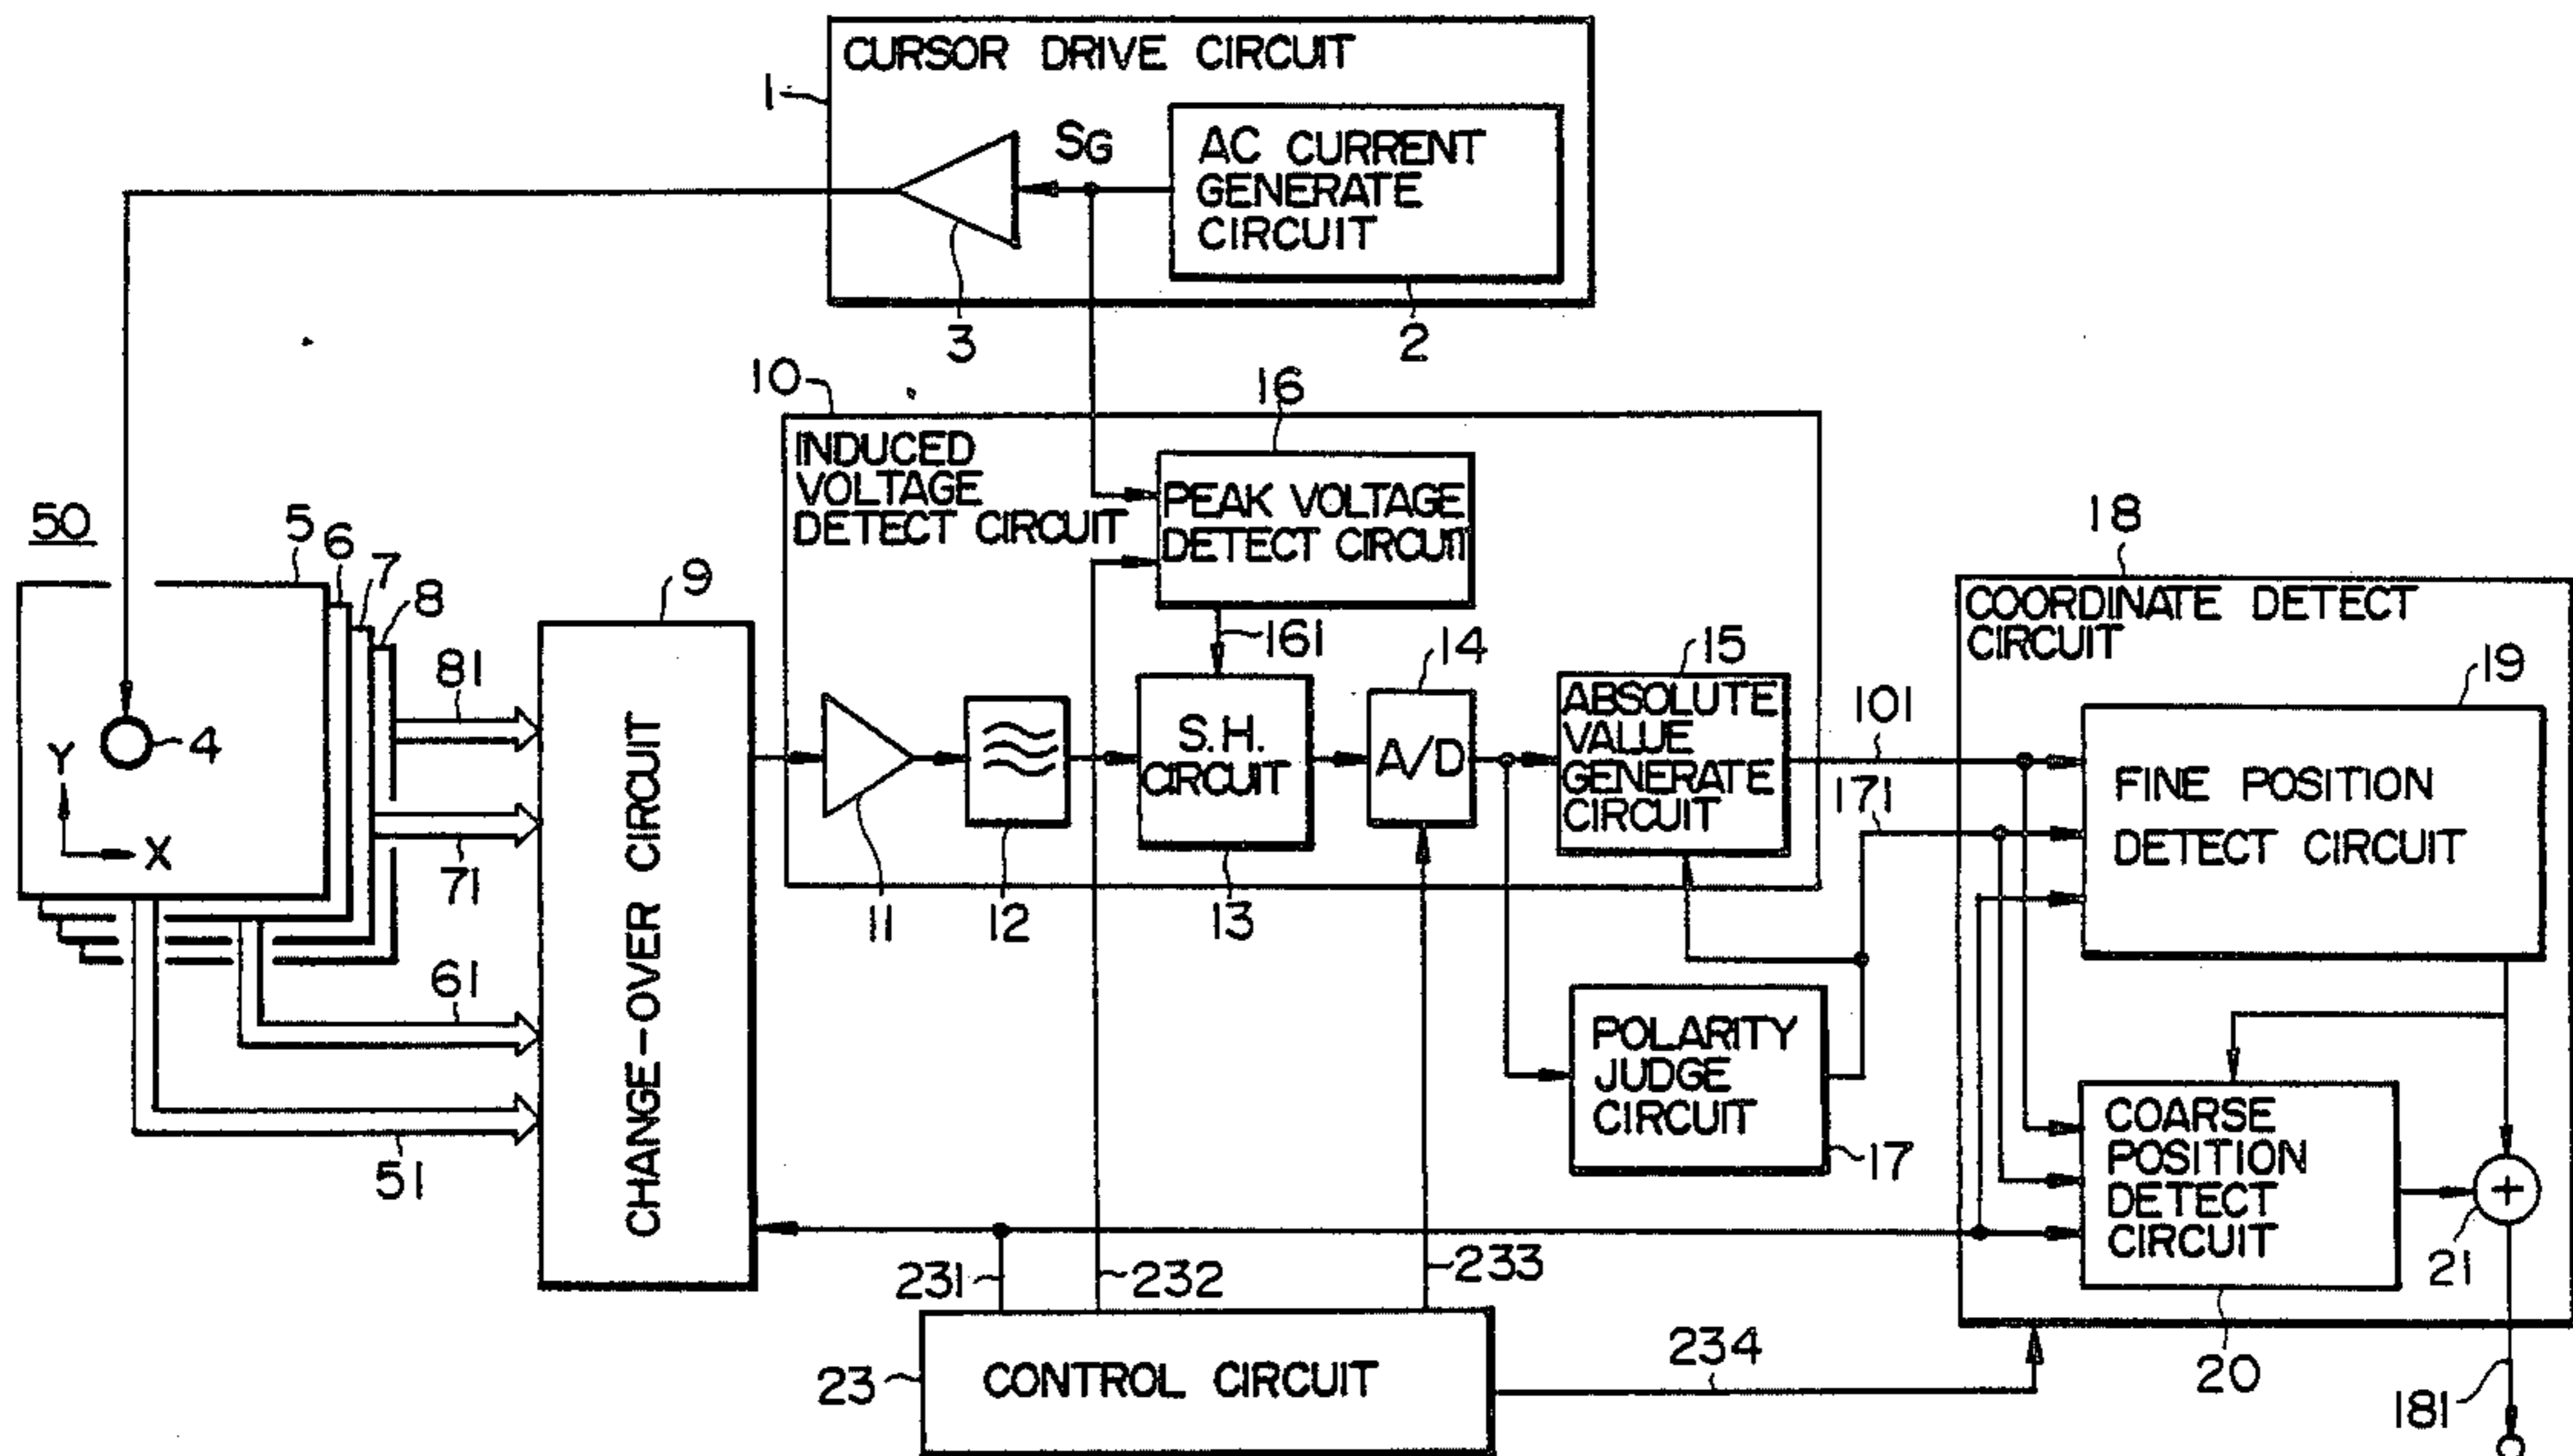 CURSOR DRIVE CIRCUIT
1
SG
AC CURRENT
GENERATE
CIRCUIT
3
2
10
16
INDUCED
VOLTAGE
DETECT CIRCUIT
PEAK VOLTAGE
DETECT CIRCUIT
50
5
6
7
8
9
18
COORDINATE DETECT
CIRCUIT
161
14
15
19
81
4
Y
X
71
CHANGE-OVER CIRCUIT
S.H.
CIRCUIT
A/D
ABSOLUTE
VALUE
GENERATE
CIRCUIT
101
171
FINE POSITION
DETECT CIRCUIT
11
12
13
61
51
POLARITY
JUDGE
CIRCUIT
17
COARSE
POSITION
DETECT
CIRCUIT
+
21
231
232
233
23
CONTROL CIRCUIT
234
20
181